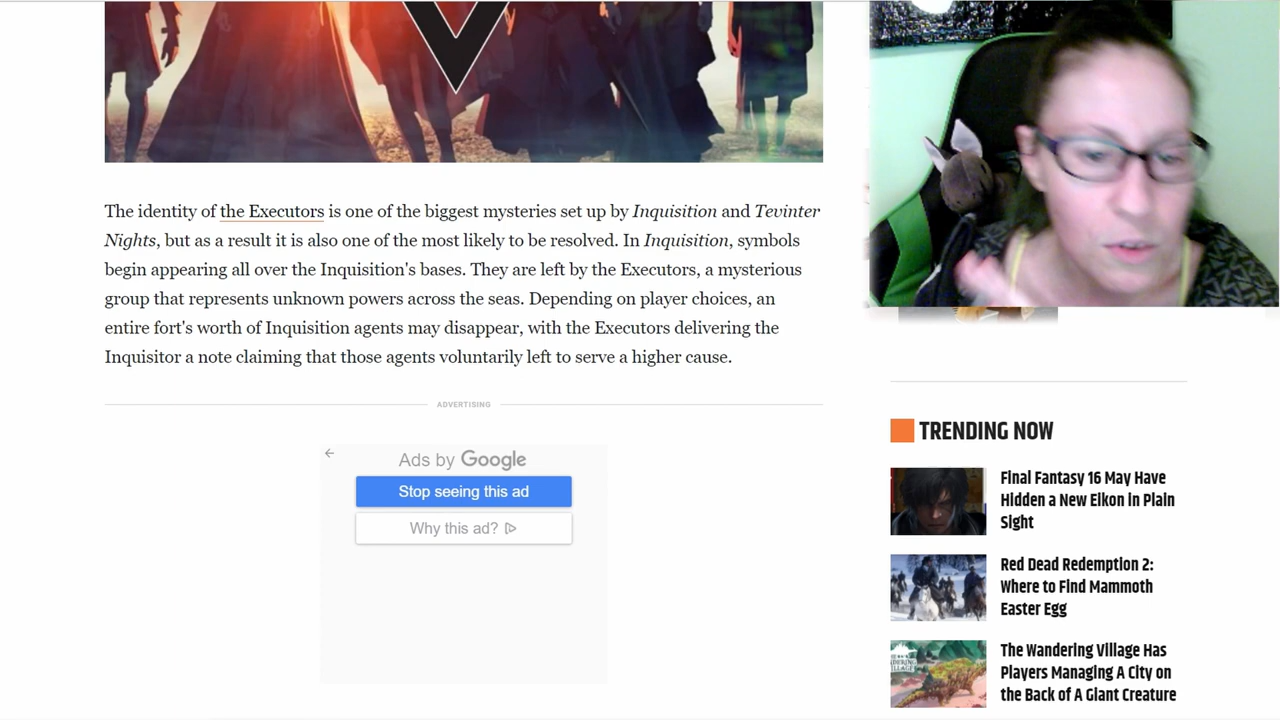 The identity of the Executors is one of the biggest mysteries set up by Inquisition and Tevinter
Nights, but as a result it is also one of the most likely to be resolved. In Inquisition, symbols
begin appearing all over the Inquisition's bases. They are left by the Executors, a mysterious
group that represents unknown powers across the seas. Depending on player choices, an
entire fort's worth of Inquisition agents may disappear, with the Executors delivering the
Inquisitor a note claiming that those agents voluntarily left to serve a higher cause.
ADVERTISING
Ads by Google
Stop seeing this ad
Why this ad?
TRENDING NOW
Final Fantasy 16 May Have
Hidden a New Eikon in Plain
Sight
Red Dead Redemption 2:
Where to Find Mammoth
Easter Egg
The Wandering Village Has
Players Managing A City on
the Back of A Giant Creature